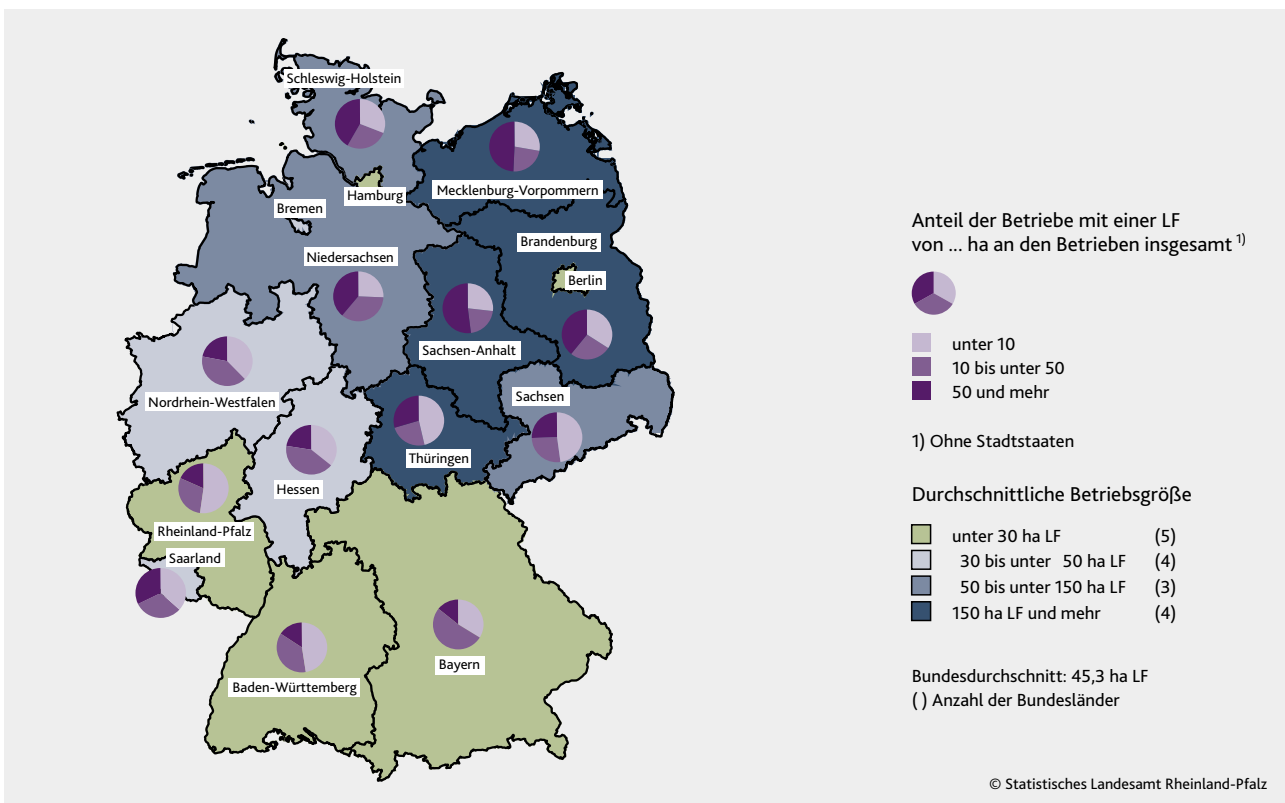 Schleswig-Holstein
Mecklenburg-Vorpommern
Hamburg
Bremen
Brandenburg
Niedersachsen
Berlin
Sachsen-Anhalt
Nordrhein-Westfalen
Sachsen
Thüringen
Hessen
Rheinland-Pfalz
Saarland
Bayern
Baden-Württemberg
Anteil der Betriebe mit einer LF
von ... ha an den Betrieben insgesamt 1)
unter 10
10 bis unter 50
50 und mehr
1) Ohne Stadtstaaten
Durchschnittliche Betriebsgröße
unter 30 ha LF (5)
30 bis unter 50 ha LF (4)
50 bis unter 150 ha LF (3)
150 ha LF und mehr (4)
Bundesdurchschnitt: 45,3 ha LF
( ) Anzahl der Bundesländer
© Statistisches Landesamt Rheinland-Pfalz